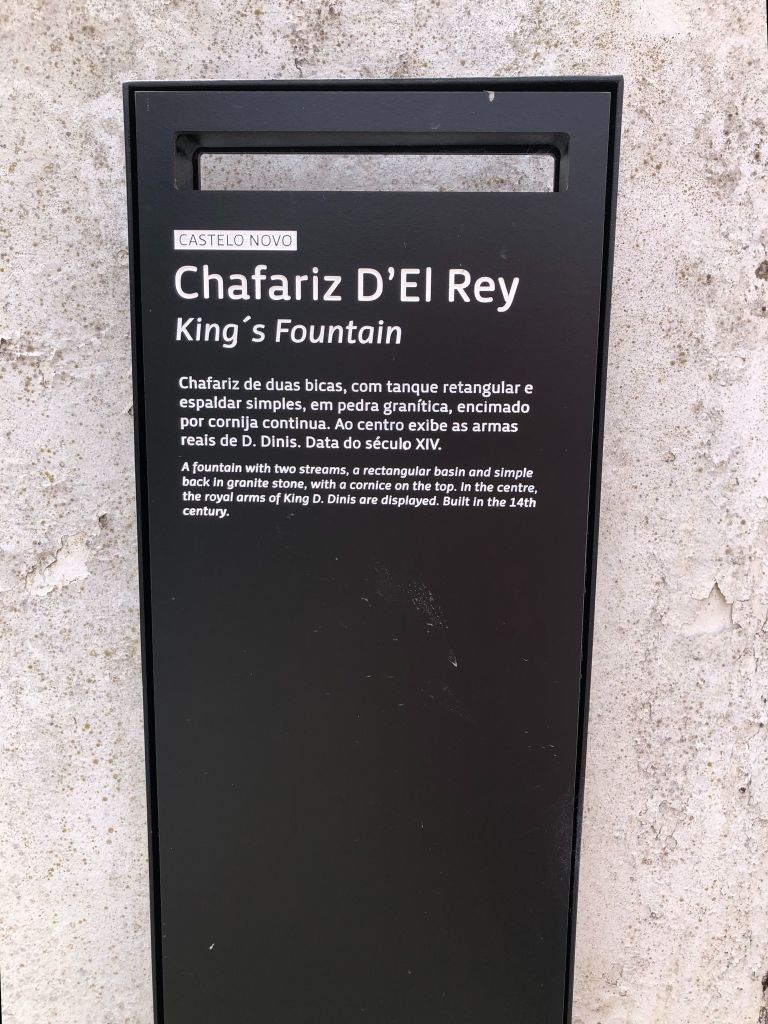 CASTELO NOVO
Chafariz D'El Rey
King´s Fountain
Chafariz de duas bicas, com tanque retangular e
espaldar simples, em pedra granítica, encimado
por cornija continua. Ao centro exibe as armas
reais de D. Dinis. Data do século XIV.
A fountain with two streams, a rectangular basin and simple
back in granite stone, with a cornice on the top. In the centre,
the royal arms of King D. Dinis are displayed. Built in the 14th
century.